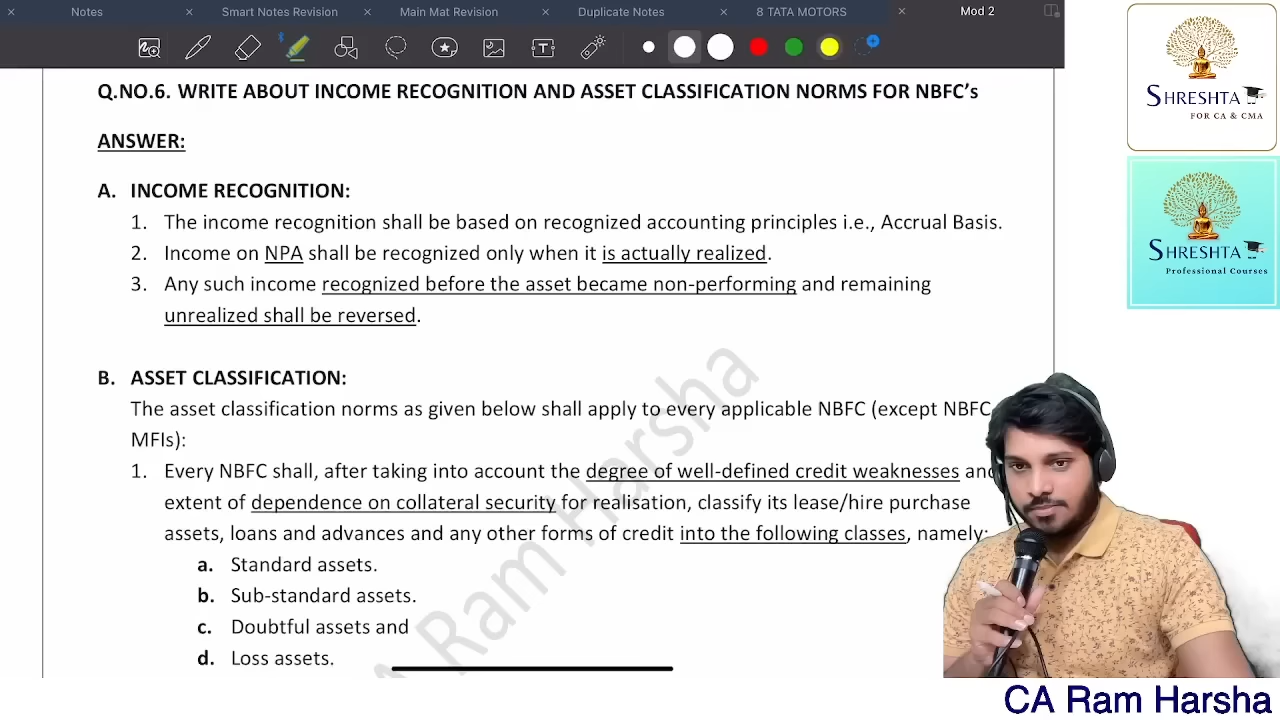 Notes
Smart Notes Revision
Main Mat Revision
Duplicate Notes
8 TATA MOTORS
Mod 2
Q.NO.6. WRITE ABOUT INCOME RECOGNITION AND ASSET CLASSIFICATION NORMS FOR NBFC's
ANSWER:
A. INCOME RECOGNITION:
1. The income recognition shall be based on recognized accounting principles i.e., Accrual Basis.
2. Income on NPA shall be recognized only when it is actually realized.
3. Any such income recognized before the asset became non-performing and remaining
unrealized shall be reversed.
B. ASSET CLASSIFICATION:
The asset classification norms as given below shall apply to every applicable NBFC (except NBFC
MFIs):
1. Every NBFC shall, after taking into account the degree of well-defined credit weaknesses and
extent of dependence on collateral security for realisation, classify its lease/hire purchase
assets, loans and advances and any other forms of credit into the following classes, namely:
a. Standard assets.
b. Sub-standard assets.
c. Doubtful assets and
d. Loss assets.
A Ram Harsha
SHRESHTA
FOR CA & CMA
SHRESHTA
Professional Courses
CA Ram Harsha